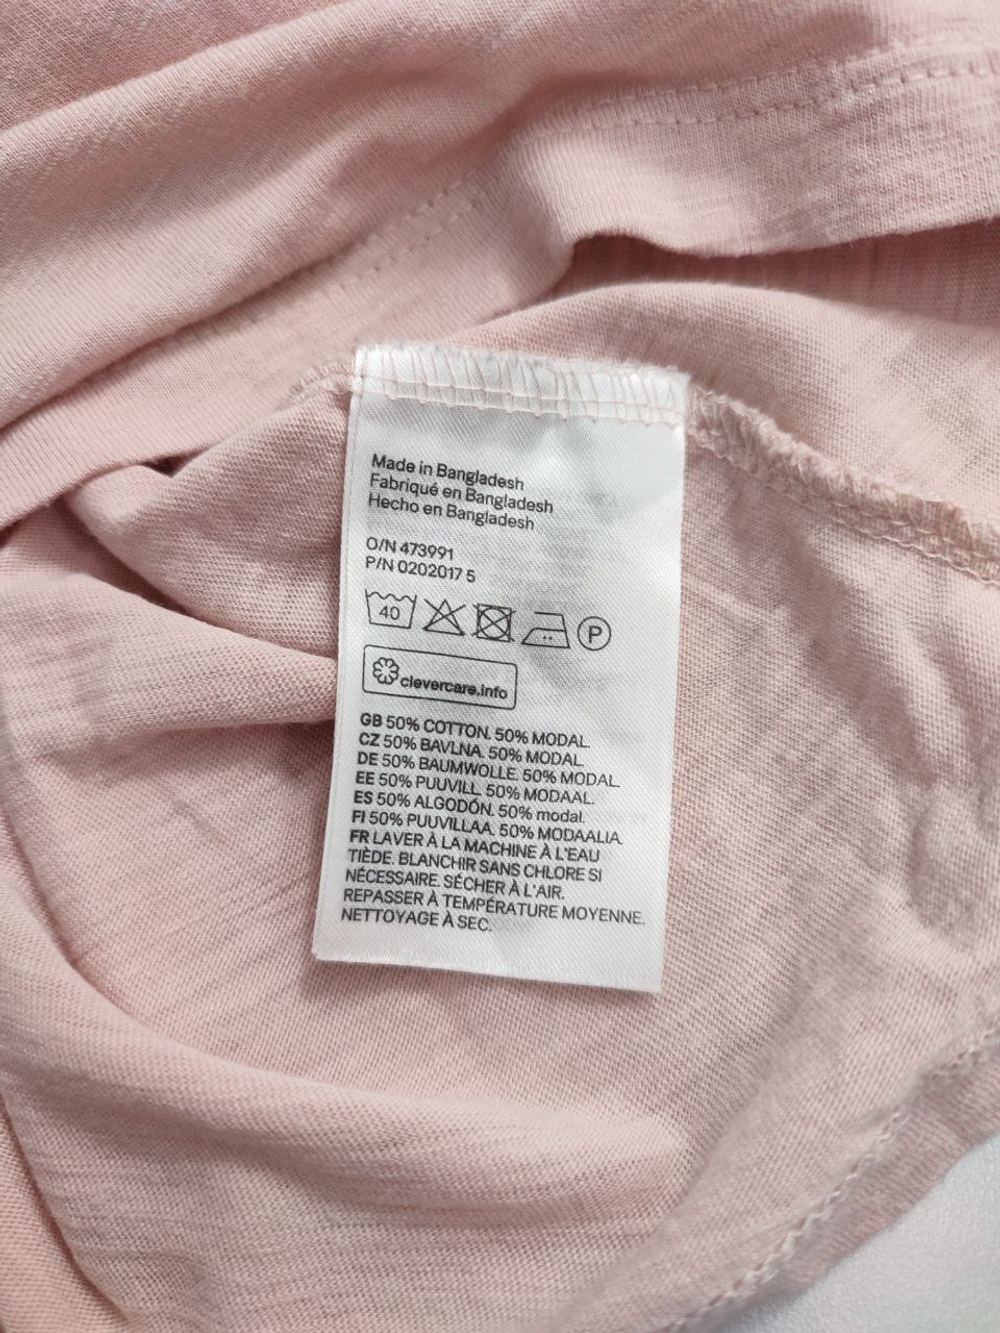 Made in Bangladesh
Fabriqué en Bangladesh
Hecho en Bangladesh
O/N 473991
P/N 0202017 5
40
P
clevercare.info
GB 50% COTTON. 50% MODAL.
CZ 50% BAVLNA. 50% MODAL.
DE 50% BAUMWOLLE. 50% MODAL.
EE 50% PUUVILL. 50% MODAAL.
ES 50% ALGODÓN. 50% modal.
FI 50% PUUVILLAA. 50% MODAALIA.
FR LAVER À LA MACHINE À L'EAU
TIÈDE. BLANCHIR SANS CHLORE SI
NÉCESSAIRE. SÉCHER À L'AIR.
REPASSER À TEMPÉRATURE MOYENNE.
NETTOYAGE À SEC.